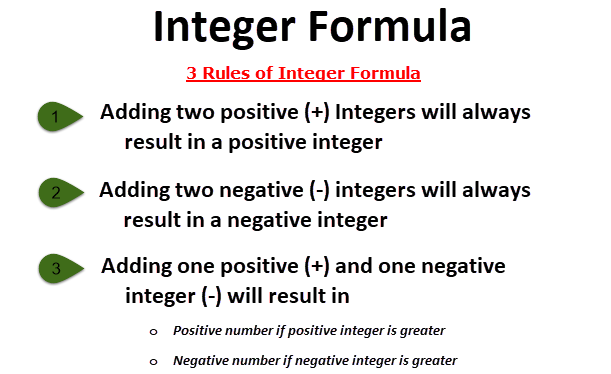 Integer Formula
3 Rules of Integer Formula
1 Adding two positive (+) Integers will always
result in a positive integer
2 Adding two negative (-) integers will always
result in a negative integer
3 Adding one positive (+) and one negative
integer (-) will result in
o Positive number if positive integer is greater
o Negative number if negative integer is greater